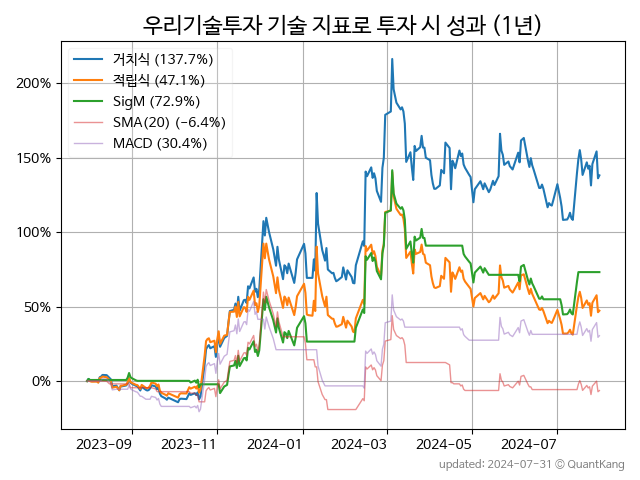 우리기술투자 기술 지표로 투자 시 성과 (1년)
거치식 (137.7%)
적립식 (47.1%)
SigM (72.9%)
SMA(20) (-6.4%)
MACD (30.4%)
200%
150%
100%
50%
0%
2023-09 2023-11 2024-01 2024-03 2024-05 2024-07
updated: 2024-07-31 © QuantKang